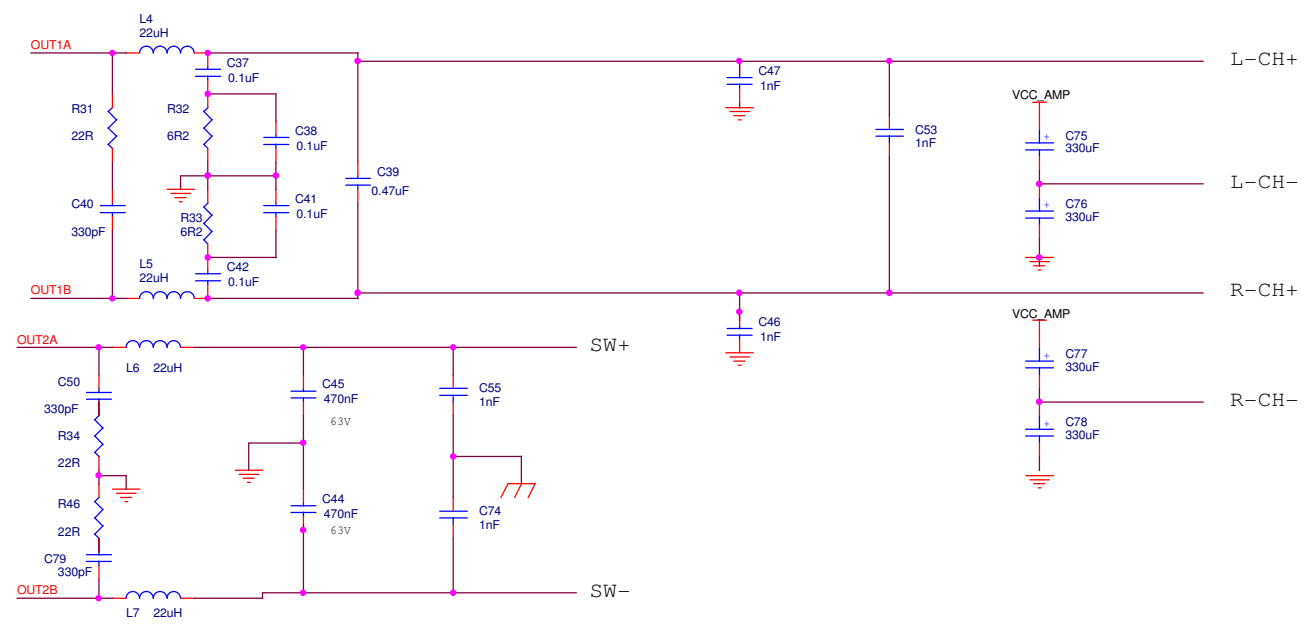 L4
22uH
OUT1A
C37
0.1uF
R31
22R
R32
6R2
C38
0.1uF
C39
0.47uF
C40
330pF
R33
6R2
C41
0.1uF
L5
22uH
C42
0.1uF
OUT1B
C47
1nF
C53
1nF
L-CH+
VCC_AMP
C75
330uF
L-CH-
C76
330uF
R-CH+
C46
1nF
VCC_AMP
C77
330uF
R-CH-
C78
330uF
OUT2A
L6 22uH
SW+
C50
330pF
R34
22R
C45
470nF
63V
C55
1nF
R46
22R
C44
470nF
63V
C74
1nF
C79
330pF
OUT2B
L7 22uH
SW-